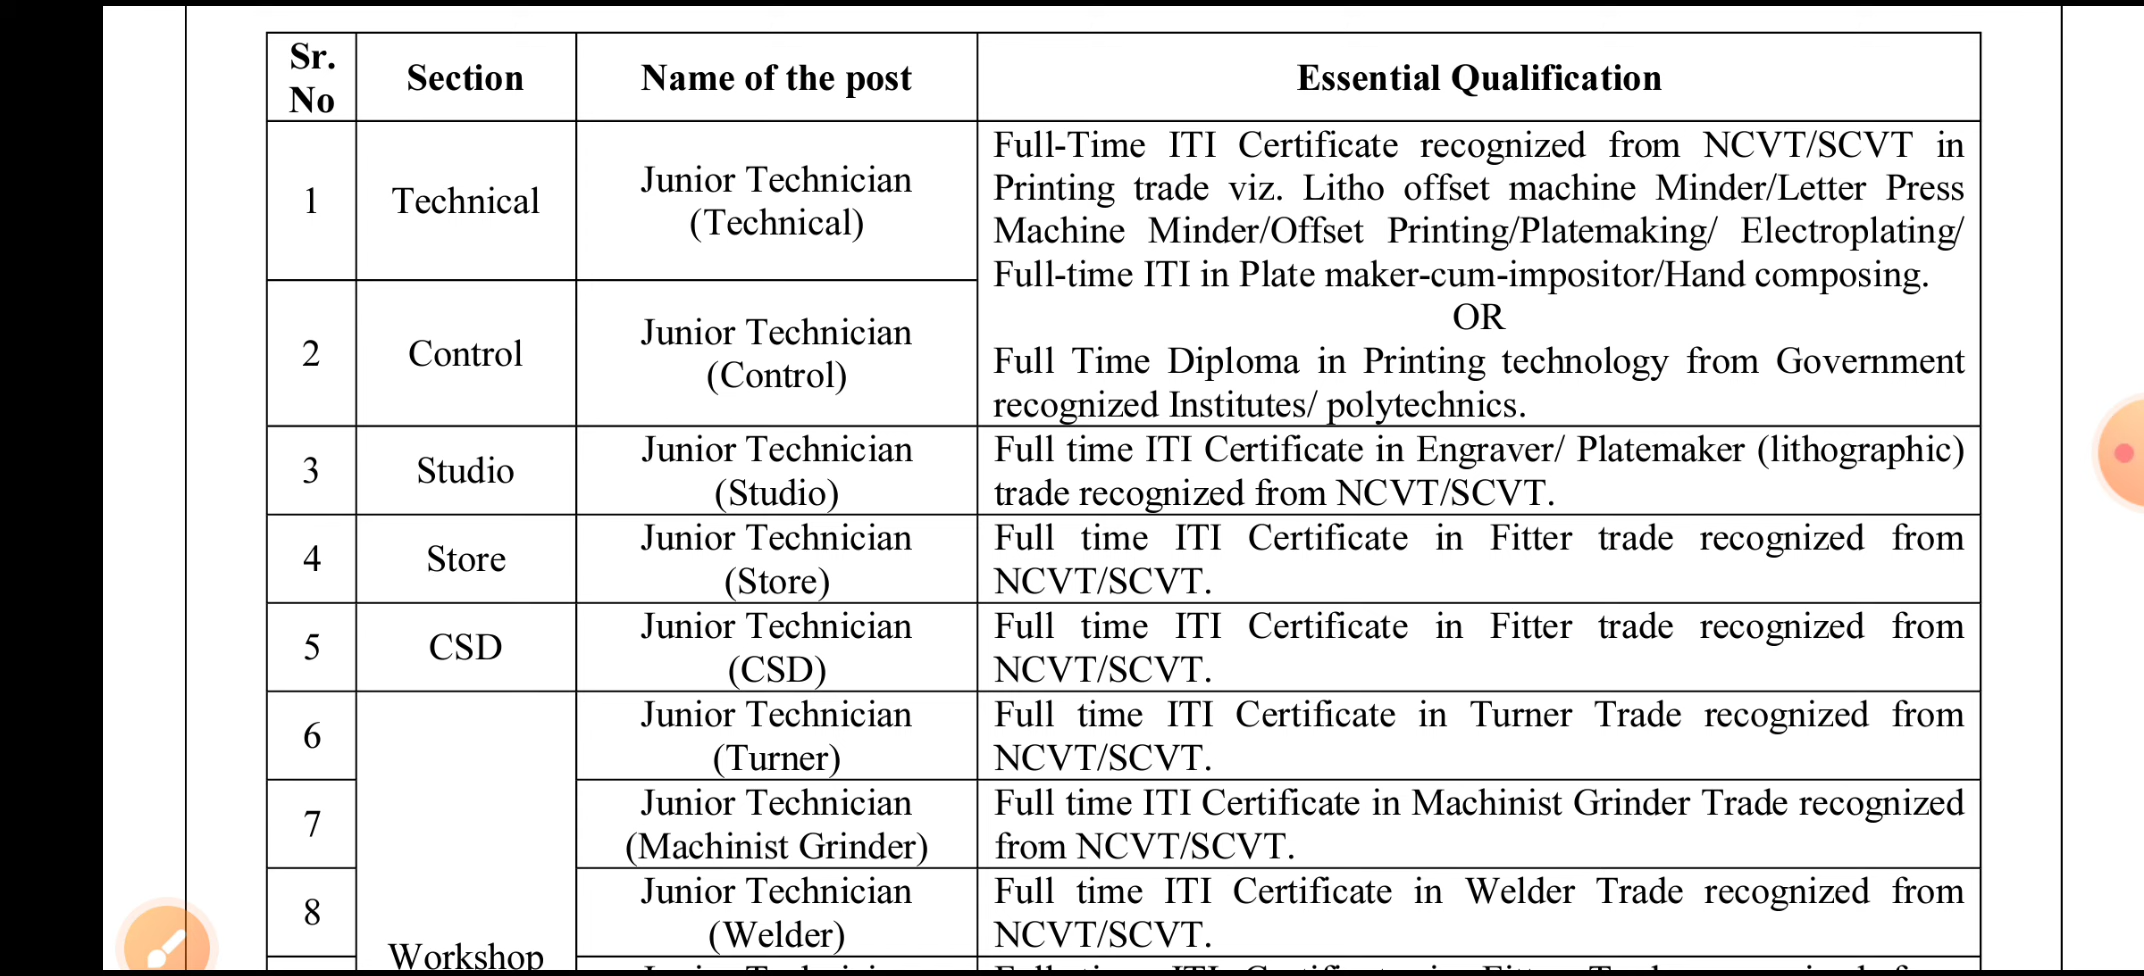 Sr.
No
Section
Name of the post
Essential Qualification
1
Technical
Junior Technician
(Technical)
Full-Time ITI Certificate recognized from NCVT/SCVT in
Printing trade viz. Litho offset machine Minder/Letter Press
Machine Minder/Offset Printing/Platemaking/ Electroplating/
Full-time ITI in Plate maker-cum-impositor/Hand composing.
OR
Full Time Diploma in Printing technology from Government
recognized Institutes/ polytechnics.
2
Control
Junior Technician
(Control)
3
Studio
Junior Technician
(Studio)
Full time ITI Certificate in Engraver/ Platemaker (lithographic)
trade recognized from NCVT/SCVT.
4
Store
Junior Technician
(Store)
Full time ITI Certificate in Fitter trade recognized from
NCVT/SCVT.
5
CSD
Junior Technician
(CSD)
Full time ITI Certificate in Fitter trade recognized from
NCVT/SCVT.
6
Junior Technician
(Turner)
Full time ITI Certificate in Turner Trade recognized from
NCVT/SCVT.
7
Junior Technician
(Machinist Grinder)
Full time ITI Certificate in Machinist Grinder Trade recognized
from NCVT/SCVT.
8
Junior Technician
(Welder)
Full time ITI Certificate in Welder Trade recognized from
NCVT/SCVT.
Workshop